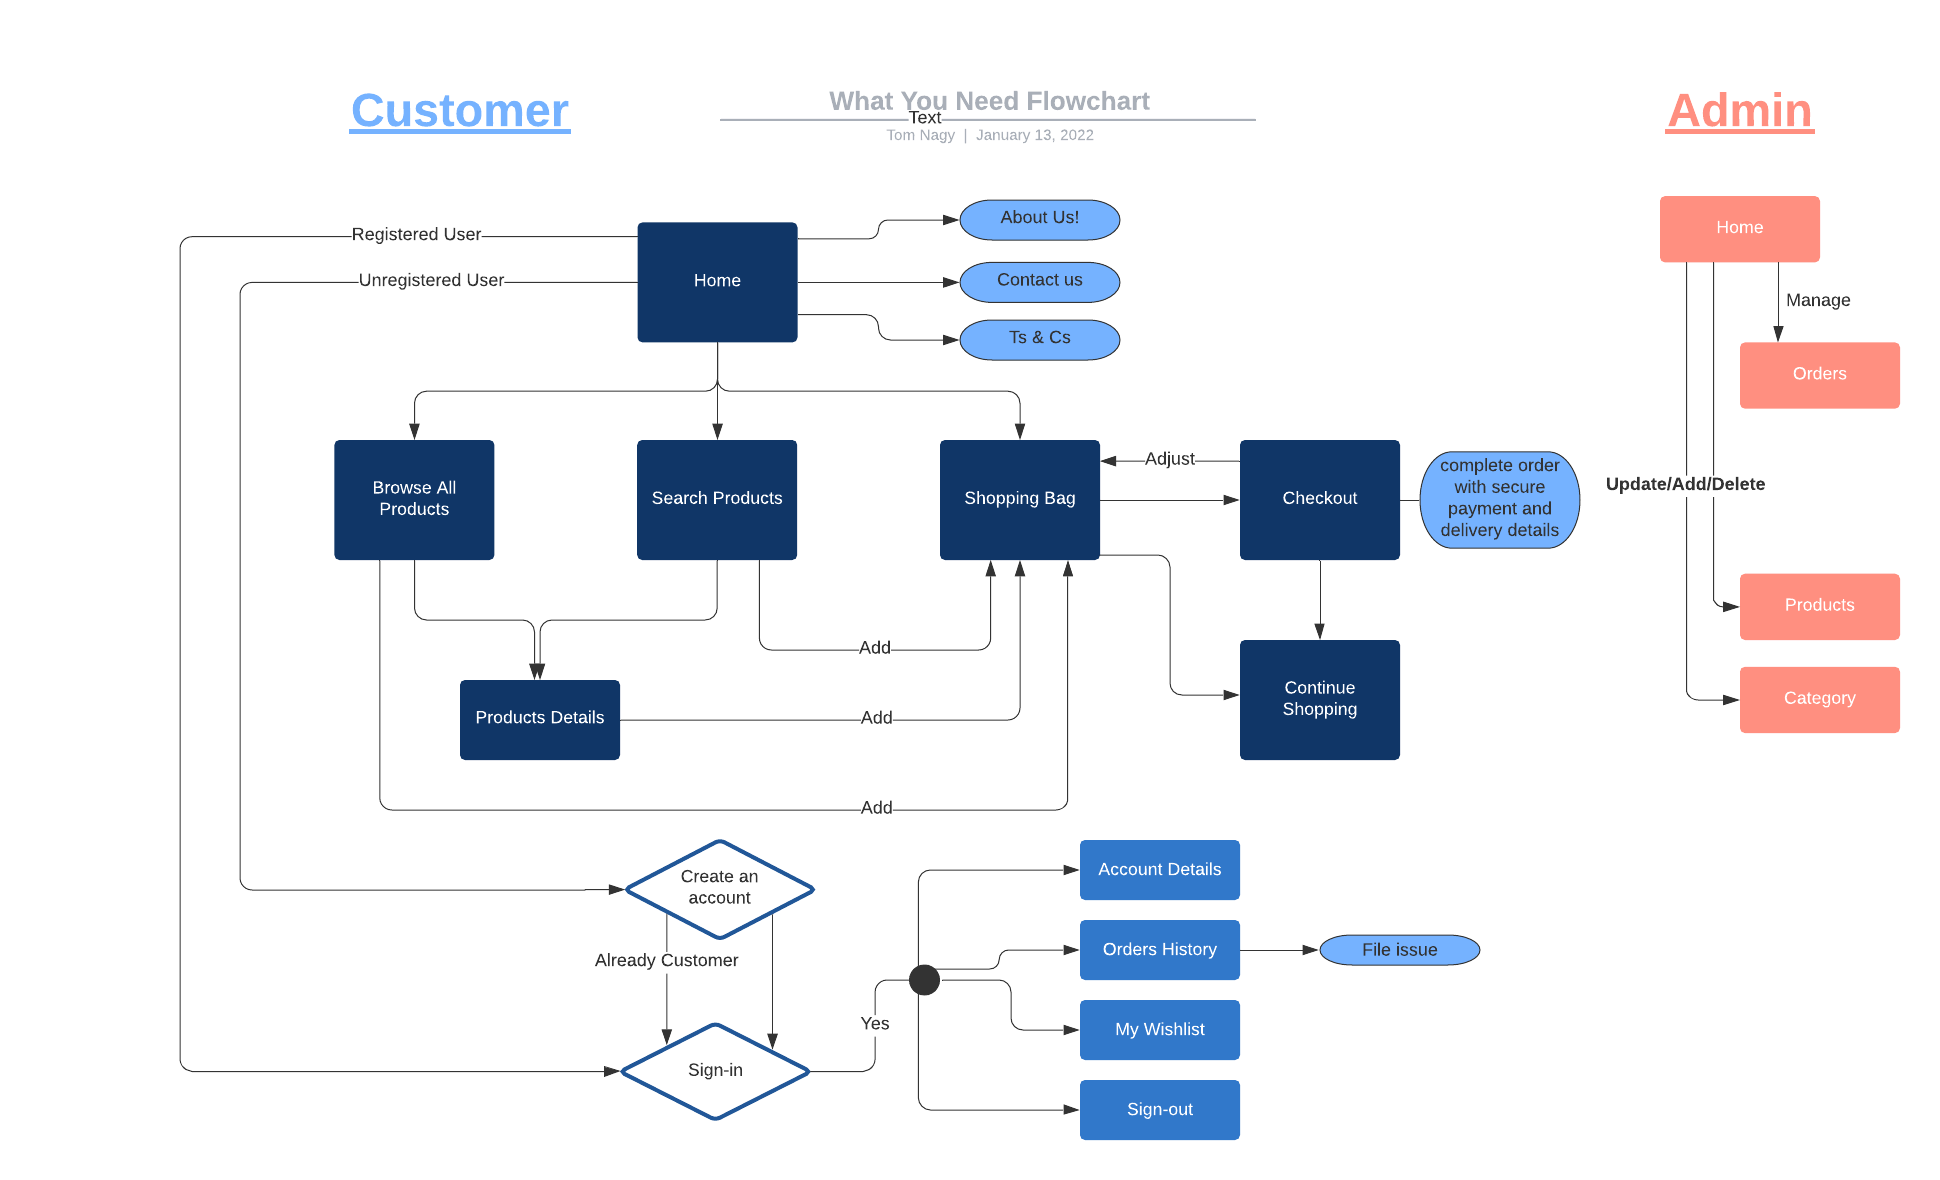 Customer
What You Need Flowchart
Text
Tom Nagy | January 13, 2022
Admin
Registered User
Unregistered User
Home
About Us!
Contact us
Ts & Cs
Home
Manage
Orders
Browse All
Products
Search Products
Shopping Bag
Adjust
Checkout
complete order
with secure
payment and
delivery details
Update/Add/Delete
Products
Category
Add
Products Details
Add
Continue
Shopping
Add
Create an
account
Already Customer
Sign-in
Yes
Account Details
Orders History
File issue
My Wishlist
Sign-out